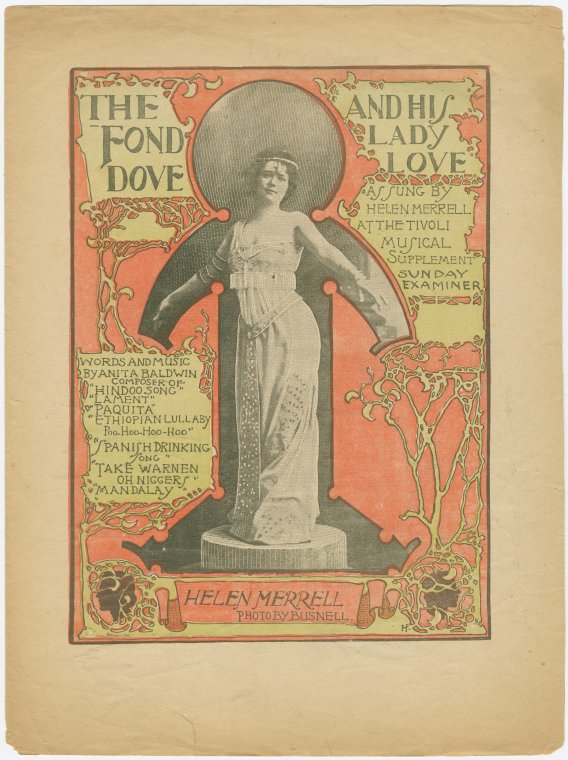 THE
FOND
DOVE
AND HIS
LADY
LOVE
AS SUNG BY
HELEN MERRELL
AT THE TIVOLI
MUSICAL
SUPPLEMENT
SUNDAY
EXAMINER
WORDS AND MUSIC
BY ANITA BALDWIN
COMPOSER OF
"HINDOO SONG"
"LAMENT"
"PAQUITA"
"ETHIOPIAN LULLABY
Poo-Hoo-Hoo-Hoo"
"SPANISH DRINKING
SONG"
"TAKE WARNEN
OH NIGGERS"
"MANDALAY"
HELEN MERRELL
PHOTO BY BUSNELL
H